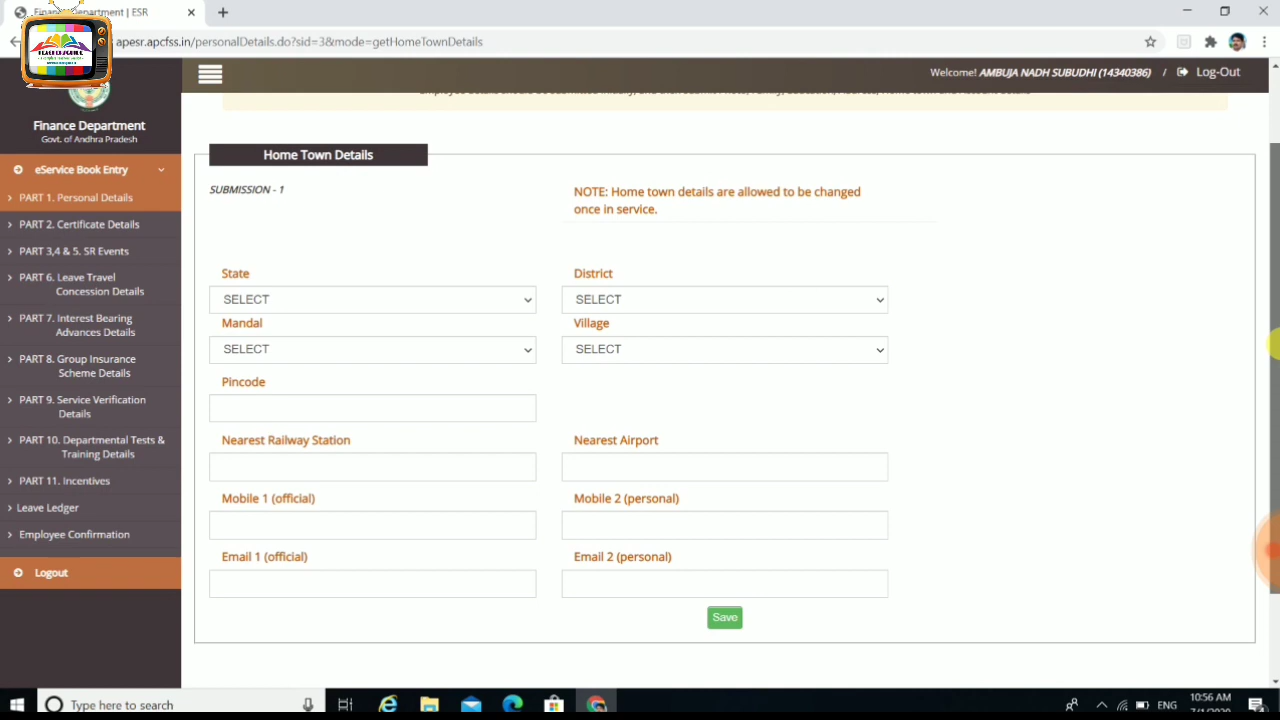 Finance Department | ESR
apesr.apcfss.in/personalDetails.do?sid=3&mode=getHomeTownDetails
Welcome! AMBUJA NADH SUBUDHI (14340386) / Log-Out
Finance Department
Govt. of Andhra Pradesh
eService Book Entry
PART 1. Personal Details
PART 2. Certificate Details
PART 3,4 & 5. SR Events
PART 6. Leave Travel
Concession Details
PART 7. Interest Bearing
Advances Details
PART 8. Group Insurance
Scheme Details
PART 9. Service Verification
Details
PART 10. Departmental Tests &
Training Details
PART 11. Incentives
Leave Ledger
Employee Confirmation
Logout
Home Town Details
SUBMISSION - 1
NOTE: Home town details are allowed to be changed
once in service.
State
District
SELECT
SELECT
Mandal
Village
SELECT
SELECT
Pincode
Nearest Railway Station
Nearest Airport
Mobile 1 (official)
Mobile 2 (personal)
Email 1 (official)
Email 2 (personal)
Save
Type here to search
ENG
10:56 AM